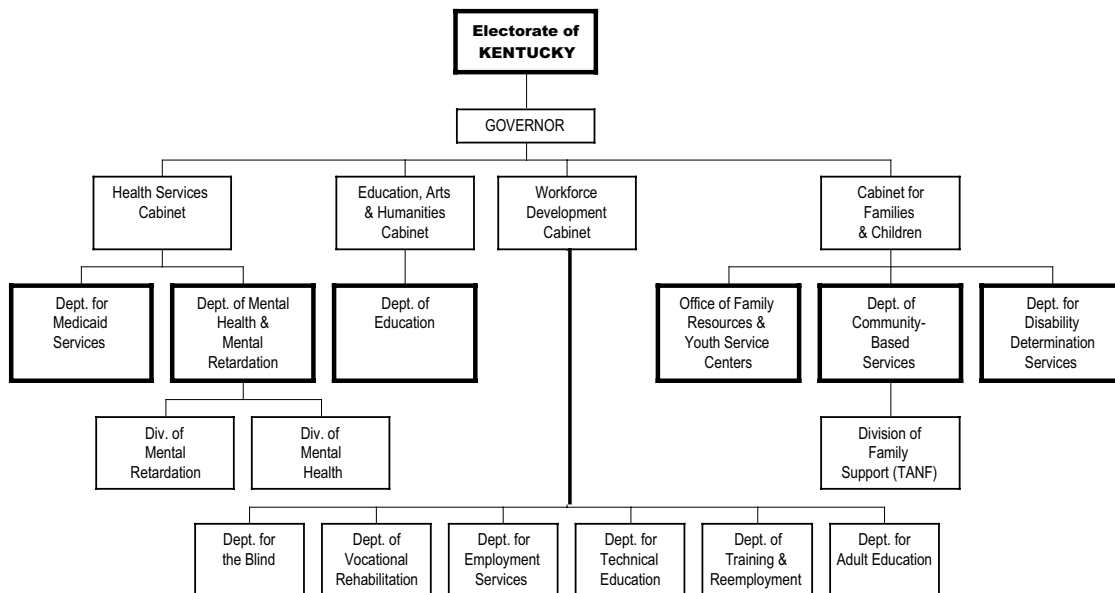 Electorate of
KENTUCKY
GOVERNOR
Health Services
Cabinet
Education, Arts
& Humanities
Cabinet
Workforce
Development
Cabinet
Cabinet for
Families
& Children
Dept. for
Medicaid
Services
Dept. of Mental
Health &
Mental
Retardation
Dept. of
Education
Office of Family
Resources &
Youth Service
Centers
Dept. of
Community-
Based
Services
Dept. for
Disability
Determination
Services
Div. of
Mental
Retardation
Div. of
Mental
Health
Division of
Family
Support (TANF)
Dept. for
the Blind
Dept. of
Vocational
Rehabilitation
Dept. for
Employment
Services
Dept. for
Technical
Education
Dept. of
Training &
Reemployment
Dept. for
Adult Education